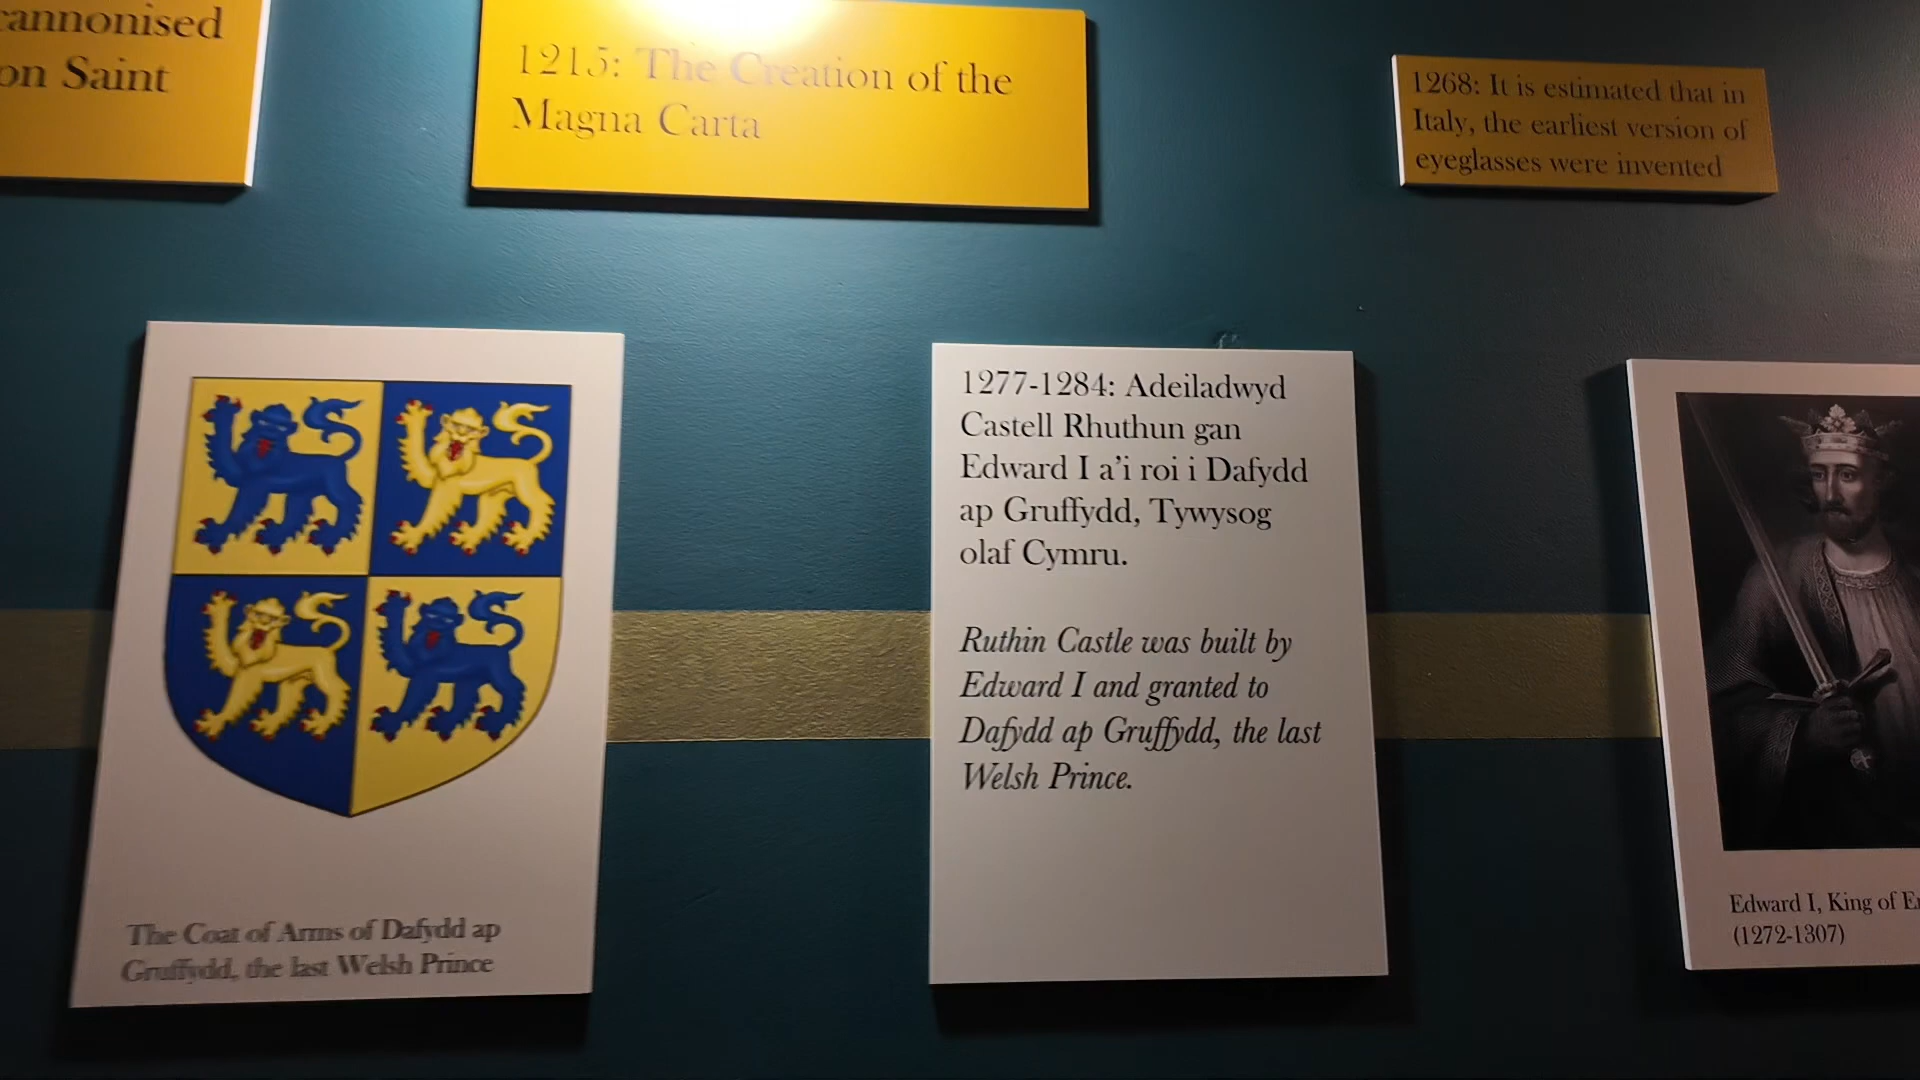 cannonised
on Saint
1215: The Creation of the
Magna Carta
1268: It is estimated that in
Italy, the earliest version of
eyeglasses were invented
The Coat of Arms of Dafydd ap
Gruffydd, the last Welsh Prince
1277-1284: Adeiladwyd
Castell Rhuthun gan
Edward I a'i roi i Dafydd
ap Gruffydd, Tywysog
olaf Cymru.
Ruthin Castle was built by
Edward I and granted to
Dafydd ap Gruffydd, the last
Welsh Prince.
Edward I, King of
(1272-1307)